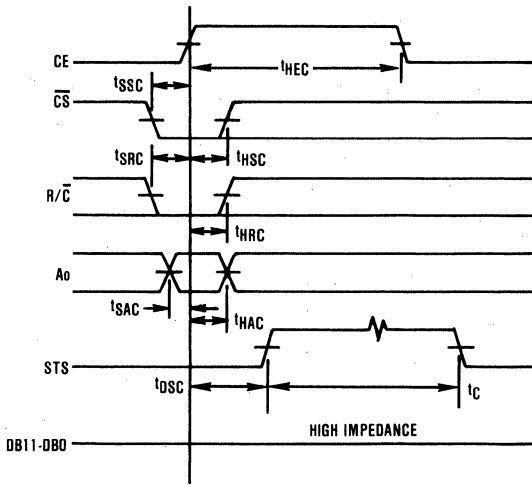 CE
tHEC
tSSC
CS
tSRC
tHSC
R/C
tHRC
Ao
tSAC
tHAC
STS
tDSC
tC
HIGH IMPEDANCE
DB11-DB0